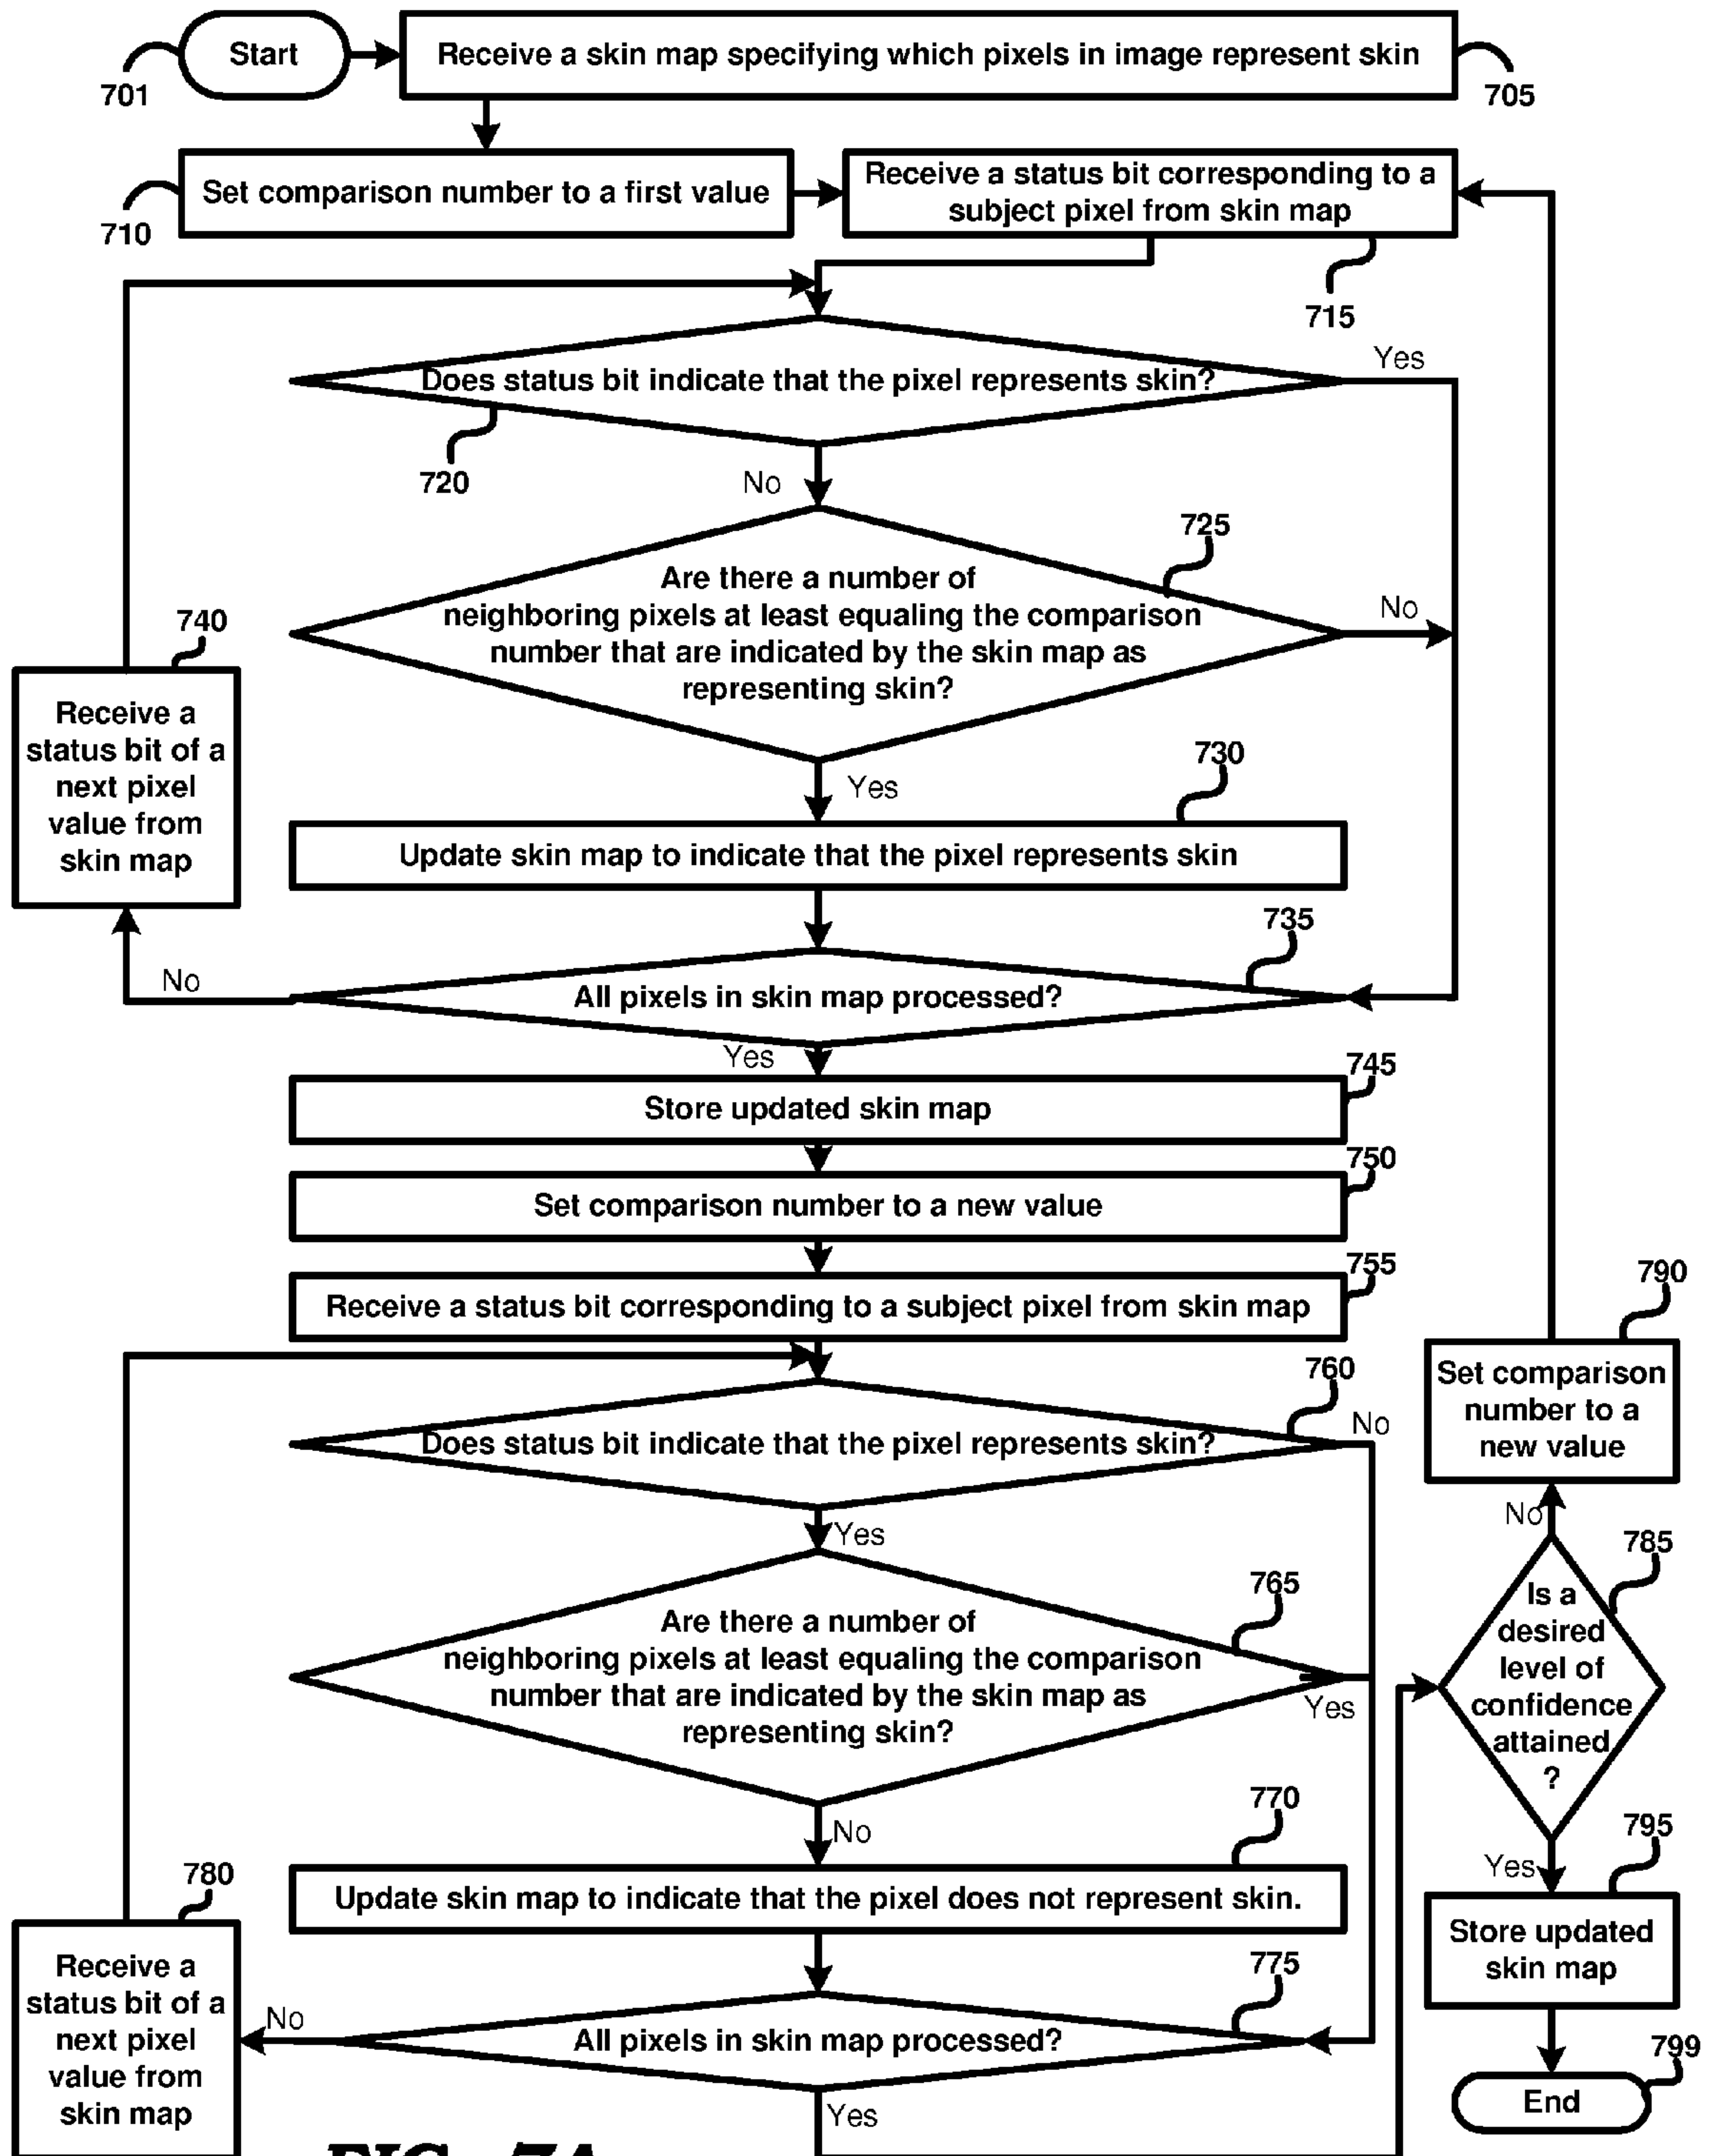 Start
Receive a skin map specifying which pixels in image represent skin
701
705
Set comparison number to a first value
Receive a status bit corresponding to a
subject pixel from skin map
710
715
Does status bit indicate that the pixel represents skin?
Yes
720
No
725
Are there a number of
neighboring pixels at least equaling the comparison
number that are indicated by the skin map as
representing skin?
No
740
Receive a
status bit of a
next pixel
value from
skin map
Yes
730
Update skin map to indicate that the pixel represents skin
735
All pixels in skin map processed?
No
Yes
745
Store updated skin map
750
Set comparison number to a new value
755
Receive a status bit corresponding to a subject pixel from skin map
760
Does status bit indicate that the pixel represents skin?
No
Yes
765
Are there a number of
neighboring pixels at least equaling the comparison
number that are indicated by the skin map as
representing skin?
Yes
No
770
Update skin map to indicate that the pixel does not represent skin.
775
All pixels in skin map processed?
No
Yes
780
Receive a
status bit of a
next pixel
value from
skin map
790
Set comparison
number to a
new value
No
785
Is a
desired
level of
confidence
attained
?
Yes
795
Store updated
skin map
799
End
FIG. 7A